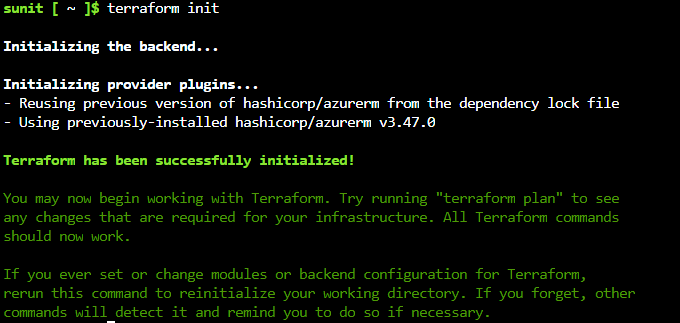 sunit [ ~ ]$ terraform init
Initializing the backend...
Initializing provider plugins...
- Reusing previous version of hashicorp/azurerm from the dependency lock file
- Using previously-installed hashicorp/azurerm v3.47.0
Terraform has been successfully initialized!
You may now begin working with Terraform. Try running "terraform plan" to see
any changes that are required for your infrastructure. All Terraform commands
should now work.
If you ever set or change modules or backend configuration for Terraform,
rerun this command to reinitialize your working directory. If you forget, other
commands will detect it and remind you to do so if necessary.